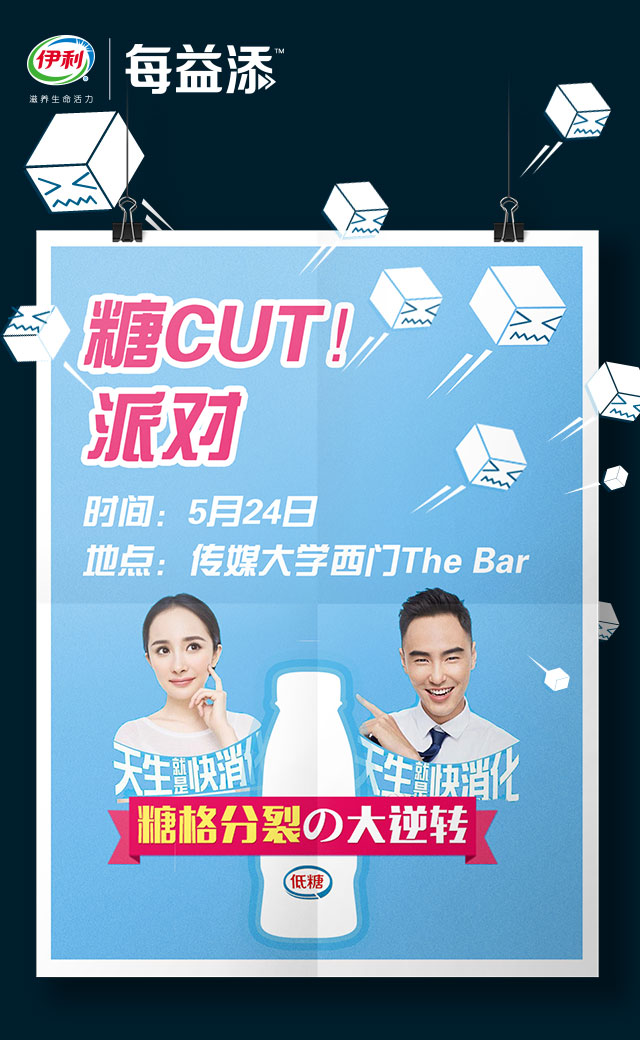 伊利
滋养生命活力
每益添™
糖CUT!
派对
时间：5月24日
地点：传媒大学西门The Bar
天生就是快消化
天生就是快消化
糖格分裂の大逆转
低糖